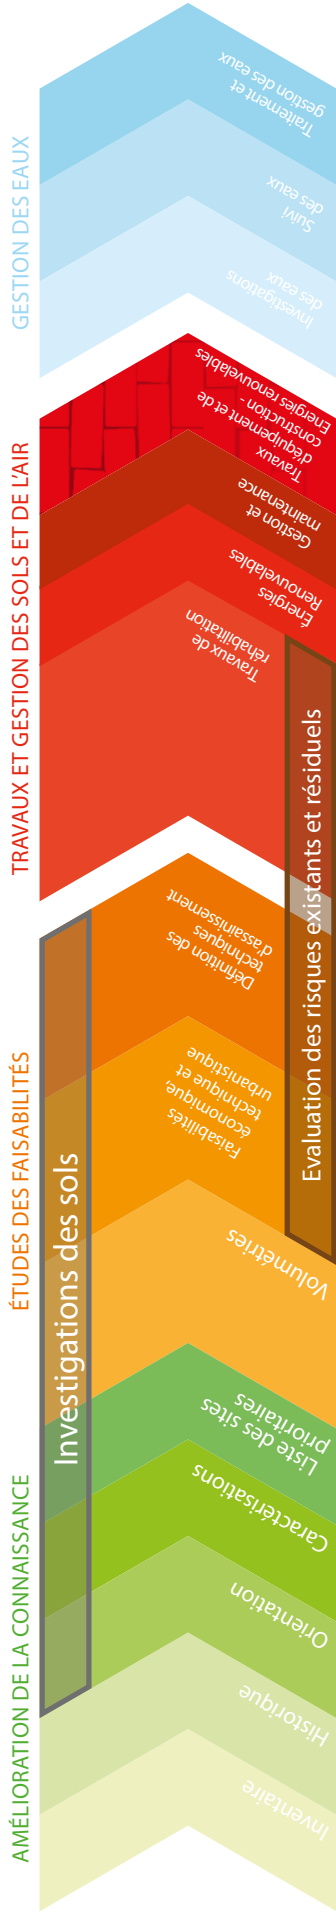 GESTION DES EAUX
Traitement et
gestion des eaux
Suivi
des eaux
Investigations
des eaux
TRAVAUX ET GESTION DES SOLS ET DE L'AIR
Travaux
d'équipement et de
construction -
Energies renouvelables
Gestion et
maintenance
Énergies
Renouvelables
Travaux de
réhabilitation
Evaluation des risques existants et résiduels
ÉTUDES DES FAISABILITÉS
Définition des
techniques
d'assainissement
Faisabilités
économique,
technique et
urbanistique
Volumétries
Investigations des sols
AMÉLIORATION DE LA CONNAISSANCE
Liste des sites
prioritaires
Caractérisations
Orientation
Historique
Inventaire